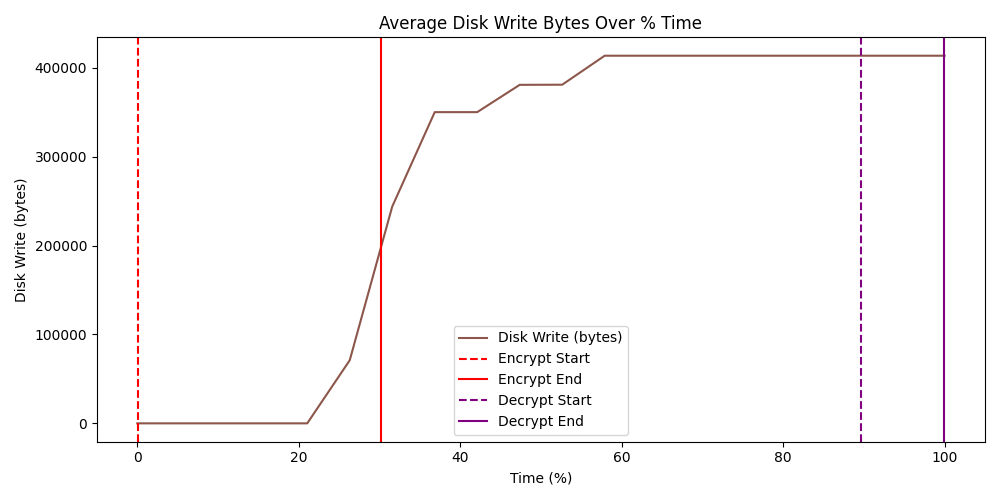 Average Disk Write Bytes Over % Time
Disk Write (bytes)
400000
300000
200000
100000
0
Disk Write (bytes)
Encrypt Start
Encrypt End
Decrypt Start
Decrypt End
0 20 40 60 80 100
Time (%)